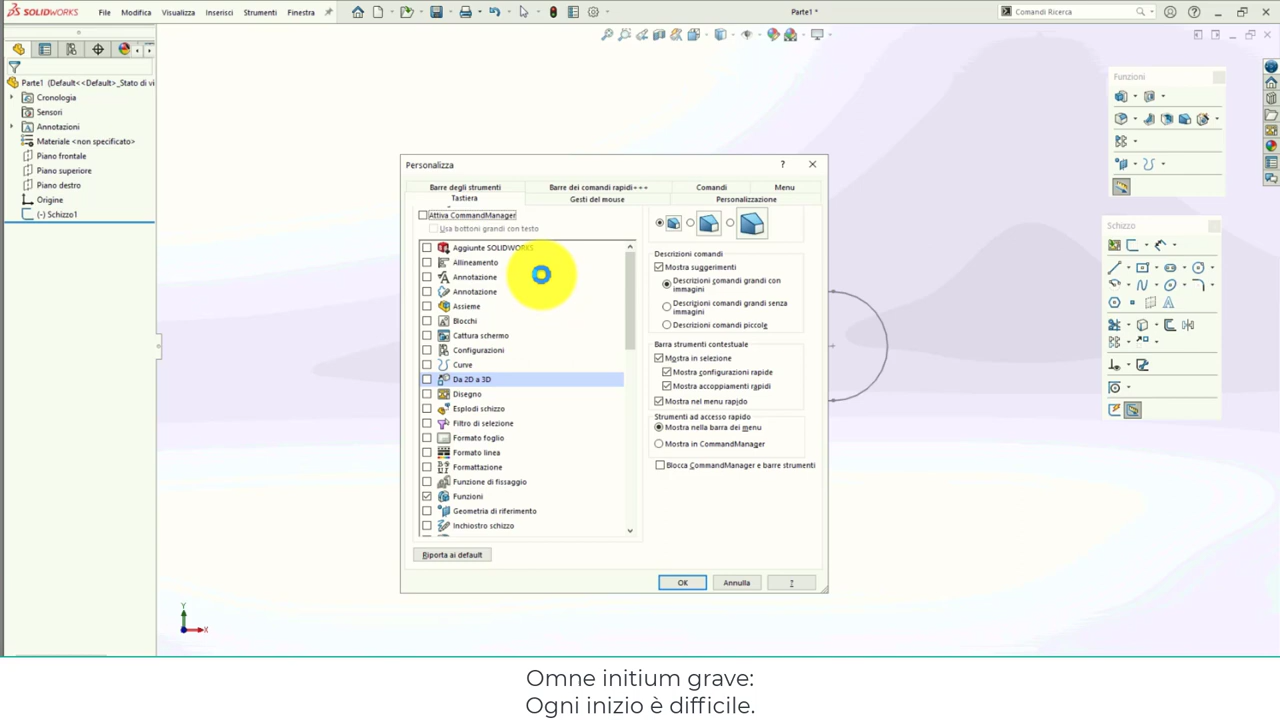 SOLIDWORKS
File
Modifica
Visualizza
Inserisci
Strumenti
Finestra
Parte1 *
Comandi Ricerca
Parte1 (Default<<Default>_Stato di vi
Cronologia
Sensori
Annotazioni
Materiale <non specificato>
Piano frontale
Piano superiore
Piano destro
Origine
(-) Schizzo1
Personalizza
Barre degli strumenti
Barre dei comandi rapidi
Comandi
Menu
Tastiera
Gesti del mouse
Personalizzazione
Attiva CommandManager
Usa bottoni grandi con testo
Aggiunte SOLIDWORKS
Allineamento
Annotazione
Annotazione
Assieme
Blocchi
Cattura schermo
Configurazioni
Curve
Da 2D a 3D
Disegno
Esplodi schizzo
Filtro di selezione
Formato foglio
Formato linea
Formattazione
Funzione di fissaggio
Funzioni
Geometria di riferimento
Inchiostro schizzo
Riporta ai default
Descrizioni comandi
Mostra suggerimenti
Descrizioni comandi grandi con
immagini
Descrizioni comandi grandi senza
immagini
Descrizioni comandi piccole
Barra strumenti contestuale
Mostra in selezione
Mostra configurazioni rapide
Mostra accoppiamenti rapidi
Mostra nel menu rapido
Strumenti ad accesso rapido
Mostra nella barra dei menu
Mostra in CommandManager
Blocca CommandManager e barre strumenti
OK
Annulla
?
Funzioni
Schizzo
Y
X
Omne initium grave:
Ogni inizio è difficile.